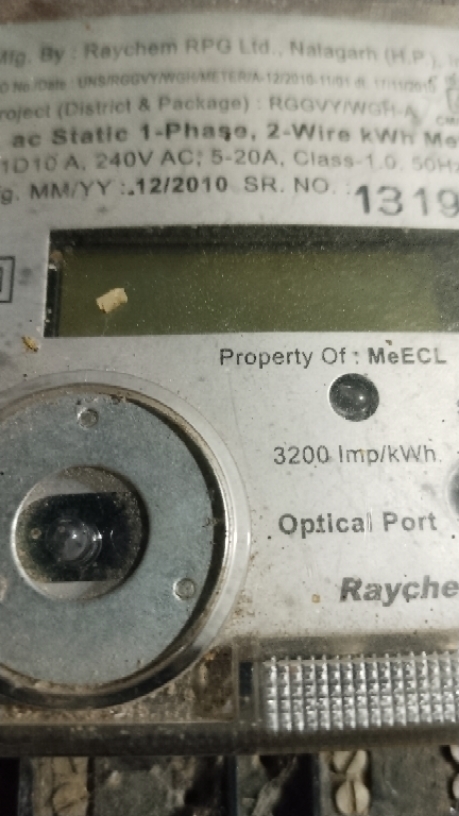 Mfg. By : Raychem RPG Ltd., Nalagarh (H.P.),
roject (District & Package) : RGGVY/WGH-A
ac Static 1-Phase, 2-Wire kWh Me
1D10 A, 240V AC; 5-20A, Class-1.0, 50Hz
g. MM/YY :.12/2010 SR. NO. : 1319
Property Of : MeECL
3200 Imp/kWh.
Optical Port
Rayche